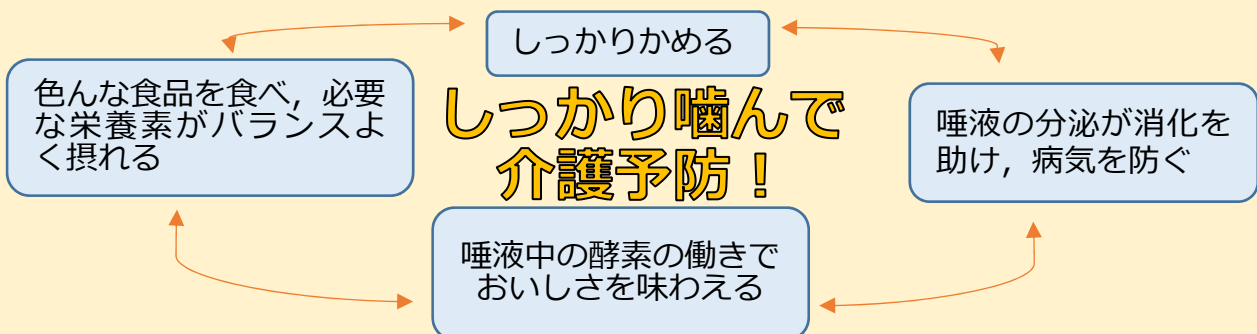 しっかりかめる
色んな食品を食べ，必要
な栄養素がバランスよ
く摂れる
しっかり噛んで
介護予防！
唾液の分泌が消化を
助け，病気を防ぐ
唾液中の酵素の働きで
おいしさを味わえる